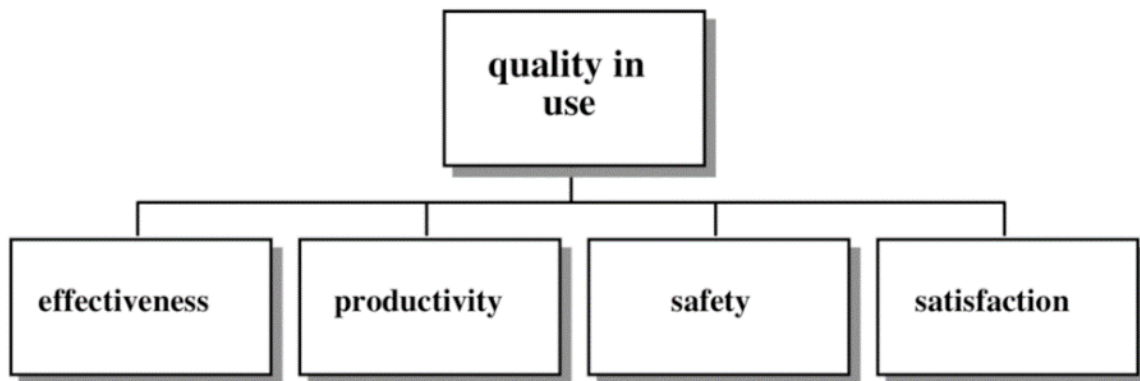 quality in
use
effectiveness
productivity
safety
satisfaction